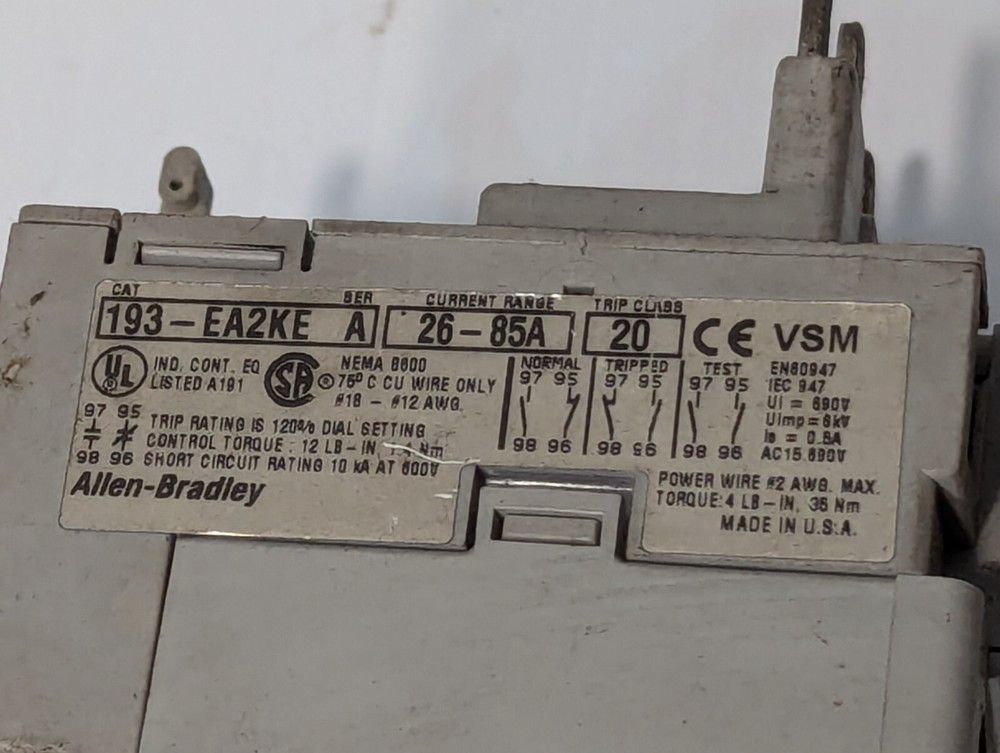 CAT SER CURRENT RANGE TRIP CLASS
193-EA2KE A 26-85A 20 CE VSM
UL IND. CONT. EQ
LISTED A191
SA ® NEMA B600
75° C CU WIRE ONLY
#18 - #12 AWG.
NORMAL TRIPPED TEST
97 95 97 95 97 95
98 96 98 96 98 96
EN60947
IEC 947
Ui = 690V
Uimp = 6kV
AC15.690V
97 95
98 96
TRIP RATING IS 120% DIAL SETTING
CONTROL TORQUE : 12 LB-IN, Nm
SHORT CIRCUIT RATING 10 kA AT 600V
Allen-Bradley
POWER WIRE #2 AWG. MAX.
TORQUE: 4 LB-IN, 35 Nm
MADE IN U.S.A.